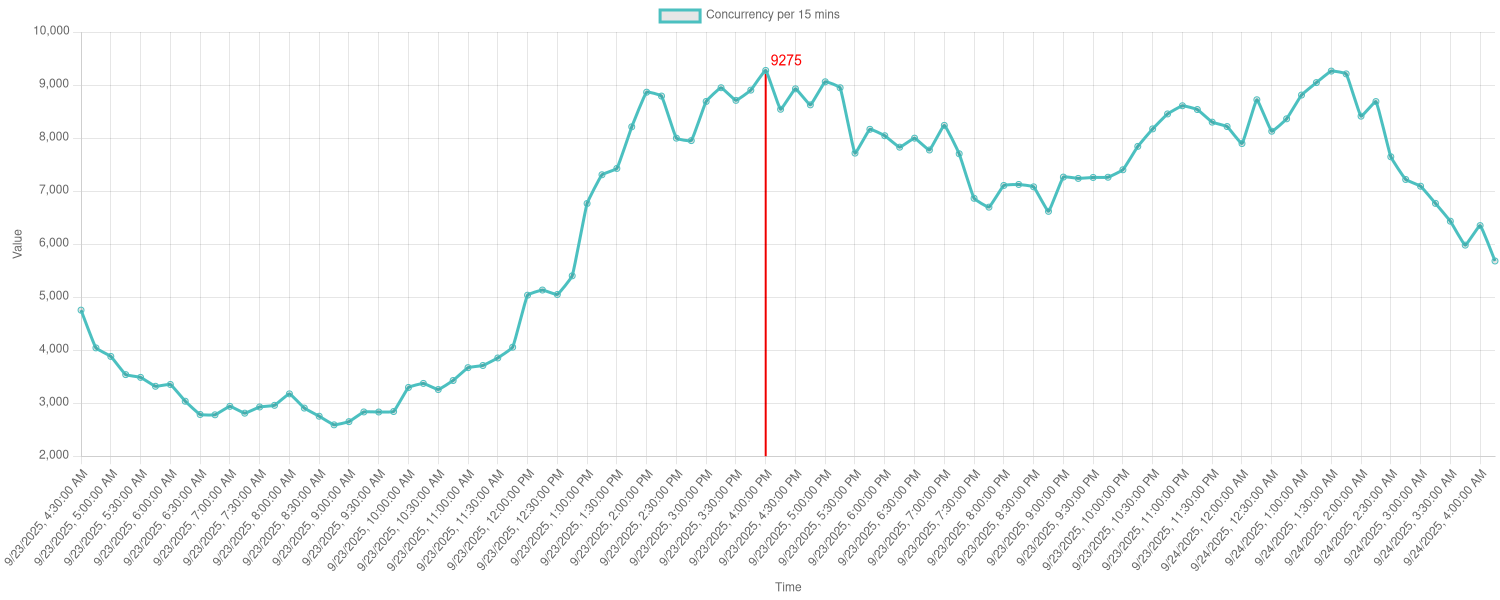 Concurrency per 15 mins
10,000
9275
9,000
8,000
7,000
6,000
5,000
4,000
3,000
2,000
Value
9/23/2025, 4:30:00 AM
9/23/2025, 5:00:00 AM
9/23/2025, 5:30:00 AM
9/23/2025, 6:00:00 AM
9/23/2025, 6:30:00 AM
9/23/2025, 7:00:00 AM
9/23/2025, 7:30:00 AM
9/23/2025, 8:00:00 AM
9/23/2025, 8:30:00 AM
9/23/2025, 9:00:00 AM
9/23/2025, 9:30:00 AM
9/23/2025, 10:00:00 AM
9/23/2025, 10:30:00 AM
9/23/2025, 11:00:00 AM
9/23/2025, 11:30:00 AM
9/23/2025, 12:00:00 PM
9/23/2025, 12:30:00 PM
9/23/2025, 1:00:00 PM
9/23/2025, 1:30:00 PM
9/23/2025, 2:00:00 PM
9/23/2025, 2:30:00 PM
9/23/2025, 3:00:00 PM
9/23/2025, 3:30:00 PM
9/23/2025, 4:00:00 PM
9/23/2025, 4:30:00 PM
9/23/2025, 5:00:00 PM
9/23/2025, 5:30:00 PM
9/23/2025, 6:00:00 PM
9/23/2025, 6:30:00 PM
9/23/2025, 7:00:00 PM
9/23/2025, 7:30:00 PM
9/23/2025, 8:00:00 PM
9/23/2025, 8:30:00 PM
9/23/2025, 9:00:00 PM
9/23/2025, 9:30:00 PM
9/23/2025, 10:00:00 PM
9/23/2025, 10:30:00 PM
9/23/2025, 11:00:00 PM
9/23/2025, 11:30:00 PM
9/24/2025, 12:00:00 AM
9/24/2025, 12:30:00 AM
9/24/2025, 1:00:00 AM
9/24/2025, 1:30:00 AM
9/24/2025, 2:00:00 AM
9/24/2025, 2:30:00 AM
9/24/2025, 3:00:00 AM
9/24/2025, 3:30:00 AM
9/24/2025, 4:00:00 AM
Time